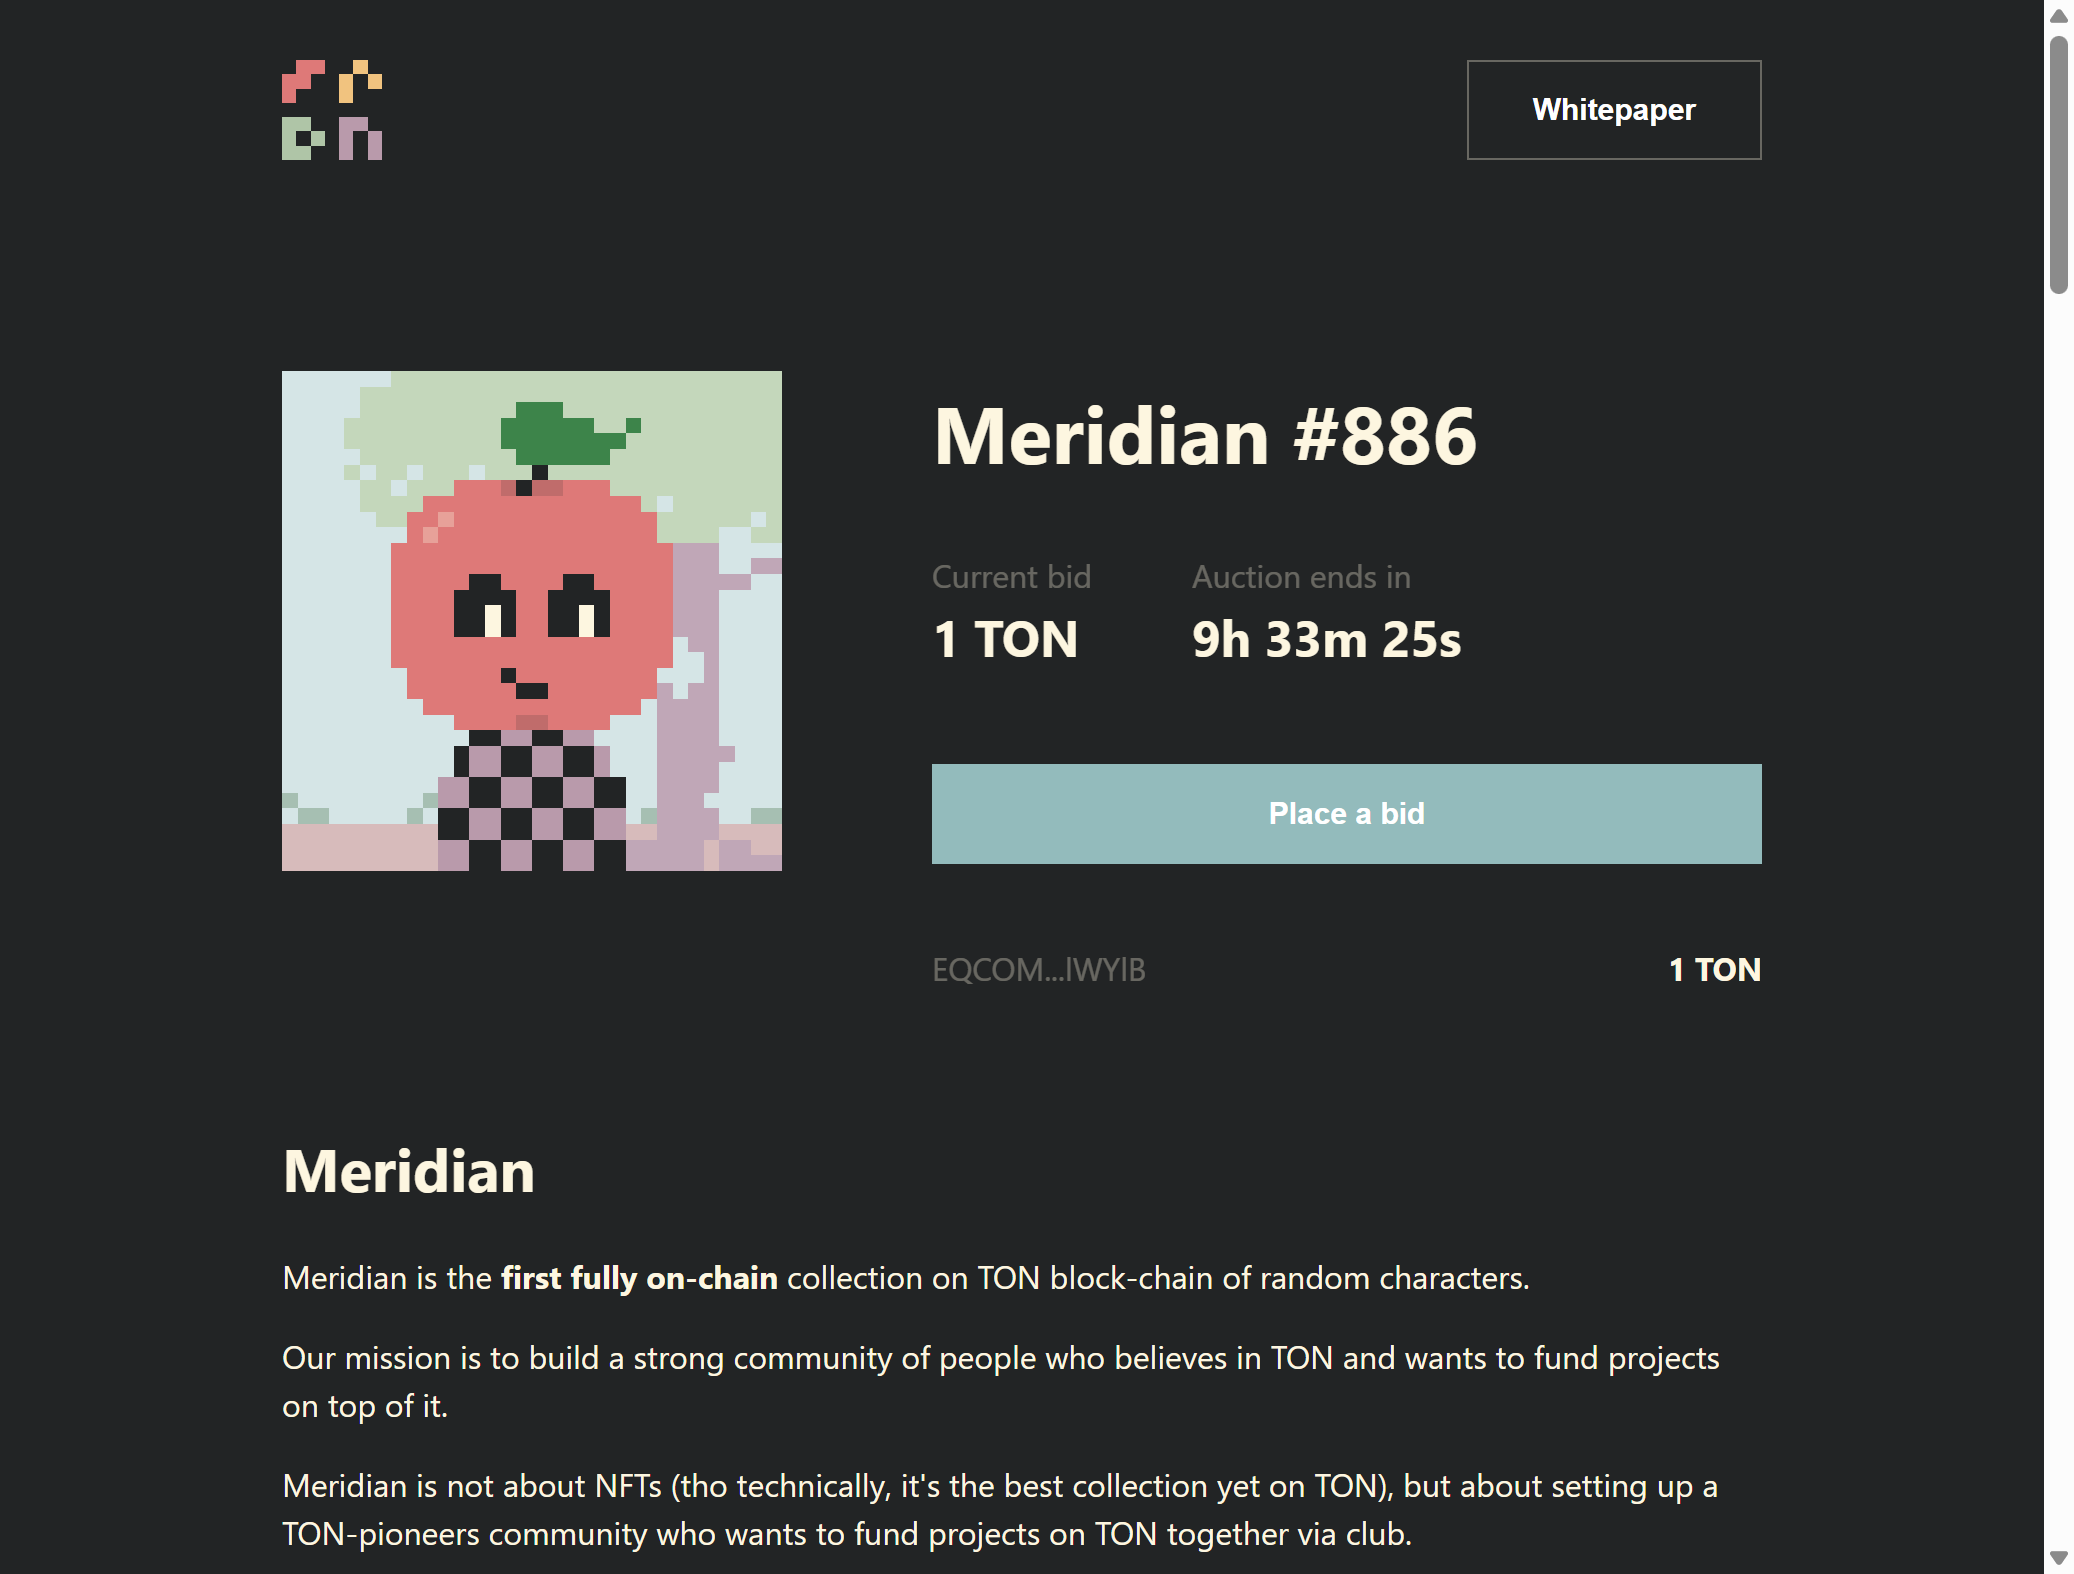 Whitepaper
Meridian #886
Current bid
1 TON
Auction ends in
9h 33m 25s
Place a bid
EQCOM...lWYlB
1 TON
Meridian
Meridian is the first fully on-chain collection on TON block-chain of random characters.
Our mission is to build a strong community of people who believes in TON and wants to fund projects
on top of it.
Meridian is not about NFTs (tho technically, it's the best collection yet on TON), but about setting up a
TON-pioneers community who wants to fund projects on TON together via club.